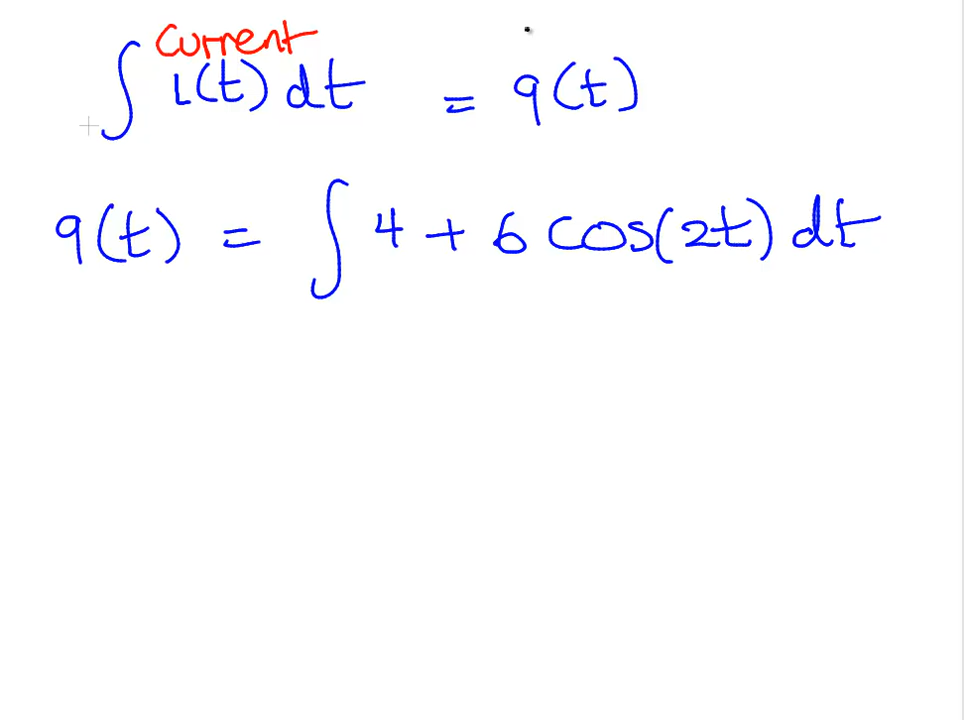 Current
∫ i(t) dt = q(t)
q(t) = ∫ 4 + 6 cos(2t) dt